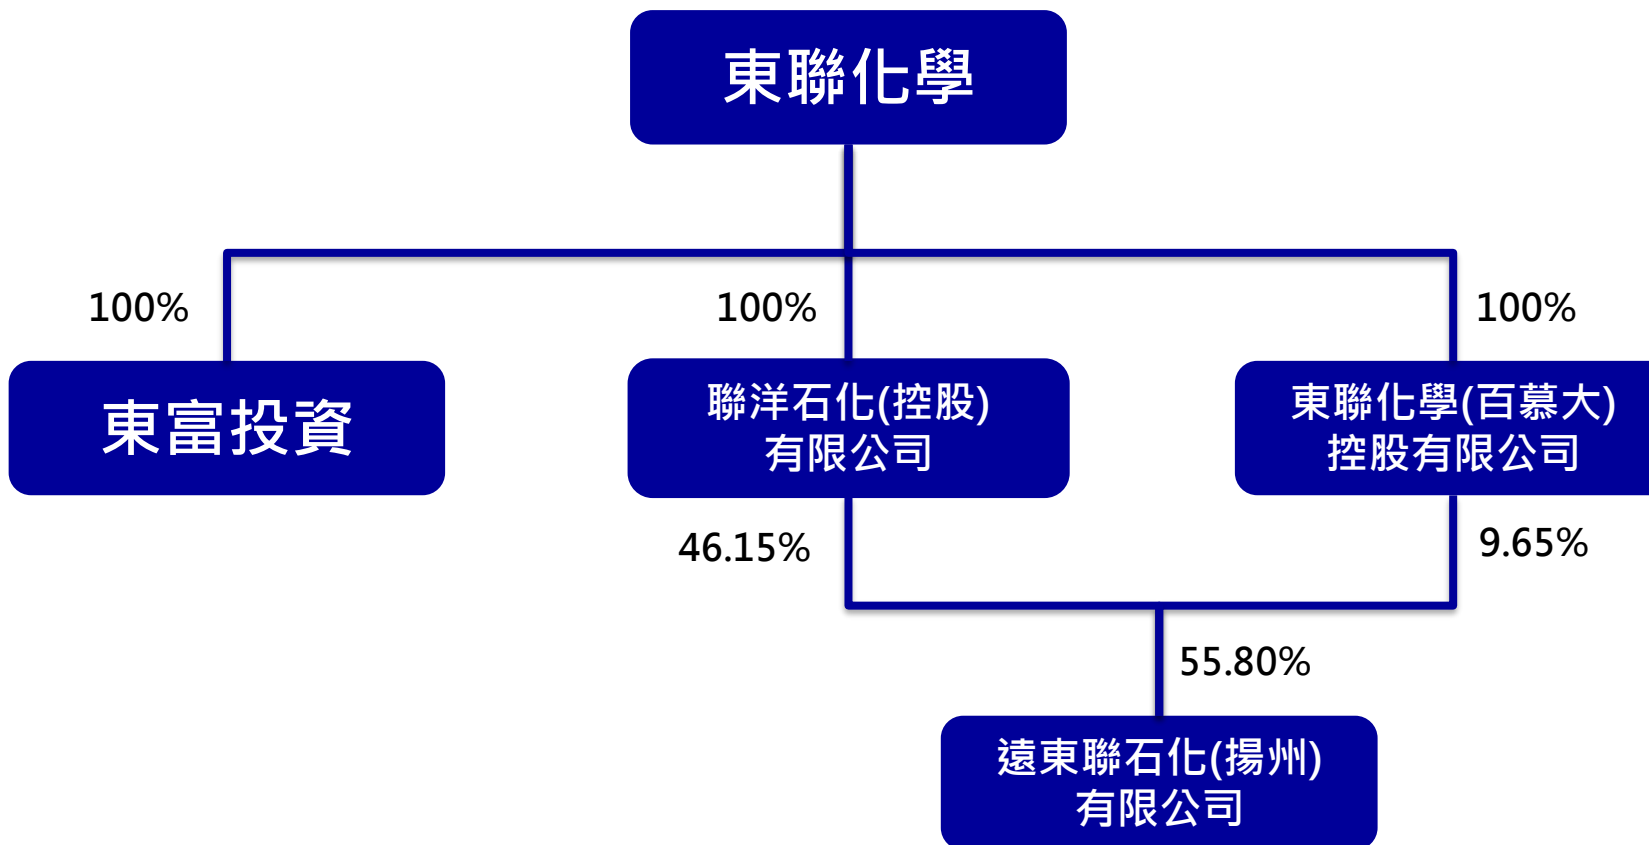 東聯化學
100%
100%
100%
東富投資
聯洋石化(控股)
有限公司
東聯化學(百慕大)
控股有限公司
46.15%
9.65%
55.80%
遠東聯石化(揚州)
有限公司